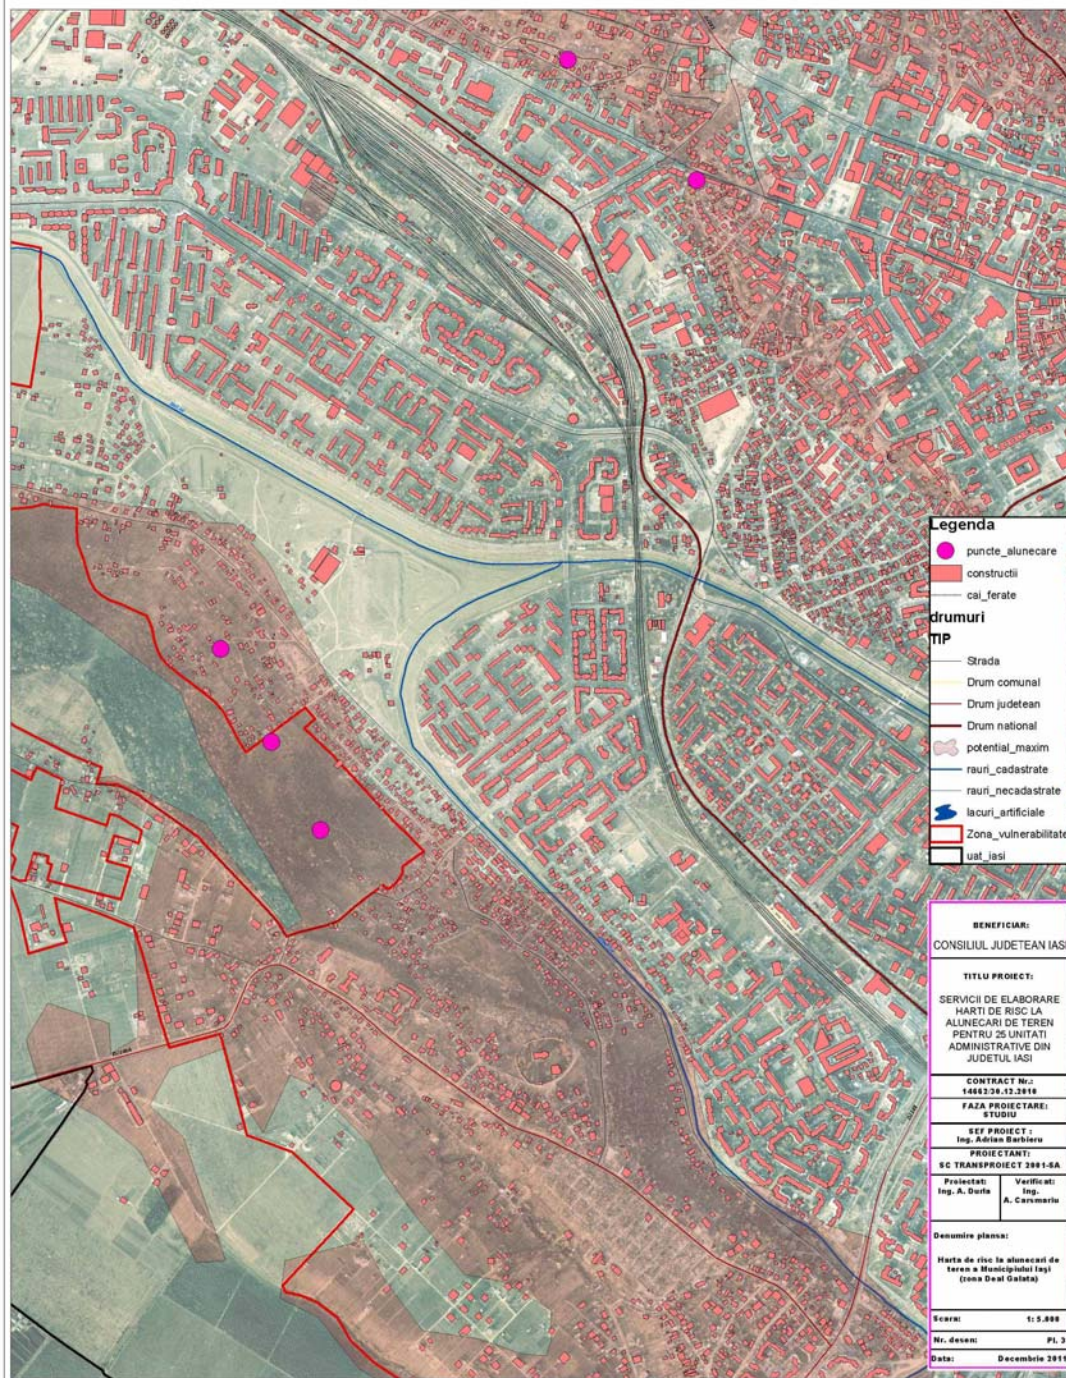 Legenda
puncte_alunecare
constructii
cai_ferate
drumuri
TIP
Strada
Drum comunal
Drum judetean
Drum national
potential_maxim
rauri_cadastrate
rauri_necadastrate
lacuri_artificiale
Zona_vulnerabilitate
uat_iasi
BENEFICIAR:
CONSILIUL JUDETEAN IASI
TITLU PROIECT:
SERVICII DE ELABORARE
HARTI DE RISC LA
ALUNECARI DE TEREN
PENTRU 25 UNITATI
ADMINISTRATIVE DIN
JUDETUL IASI
CONTRACT Nr.:
14662/30.12.2010
FAZA PROIECTARE:
STUDIU
SEF PROIECT :
Ing. Adrian Barbieru
PROIECTANT:
SC TRANSPROIECT 2001-SA
Proiectat:
Ing. A. Durla
Verificat:
Ing.
A. Carsmariu
Denumire plansa:
Harta de risc la alunecari de
teren a Municipiului Iaşi
(zona Deal Galata)
Scara: 1: 5.000
Nr. desen: Pl. 3
Data: Decembrie 2011